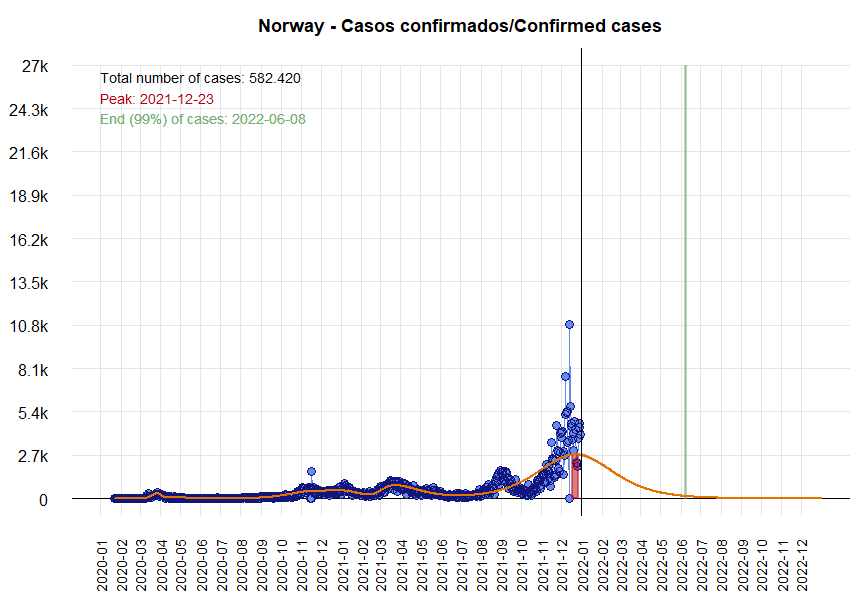 Norway - Casos confirmados/Confirmed cases
27k
24.3k
21.6k
18.9k
16.2k
13.5k
10.8k
8.1k
5.4k
2.7k
0
Total number of cases: 582.420
Peak: 2021-12-23
End (99%) of cases: 2022-06-08
2020-01
2020-02
2020-03
2020-04
2020-05
2020-06
2020-07
2020-08
2020-09
2020-10
2020-11
2020-12
2021-01
2021-02
2021-03
2021-04
2021-05
2021-06
2021-07
2021-08
2021-09
2021-10
2021-11
2021-12
2022-01
2022-02
2022-03
2022-04
2022-05
2022-06
2022-07
2022-08
2022-09
2022-10
2022-11
2022-12